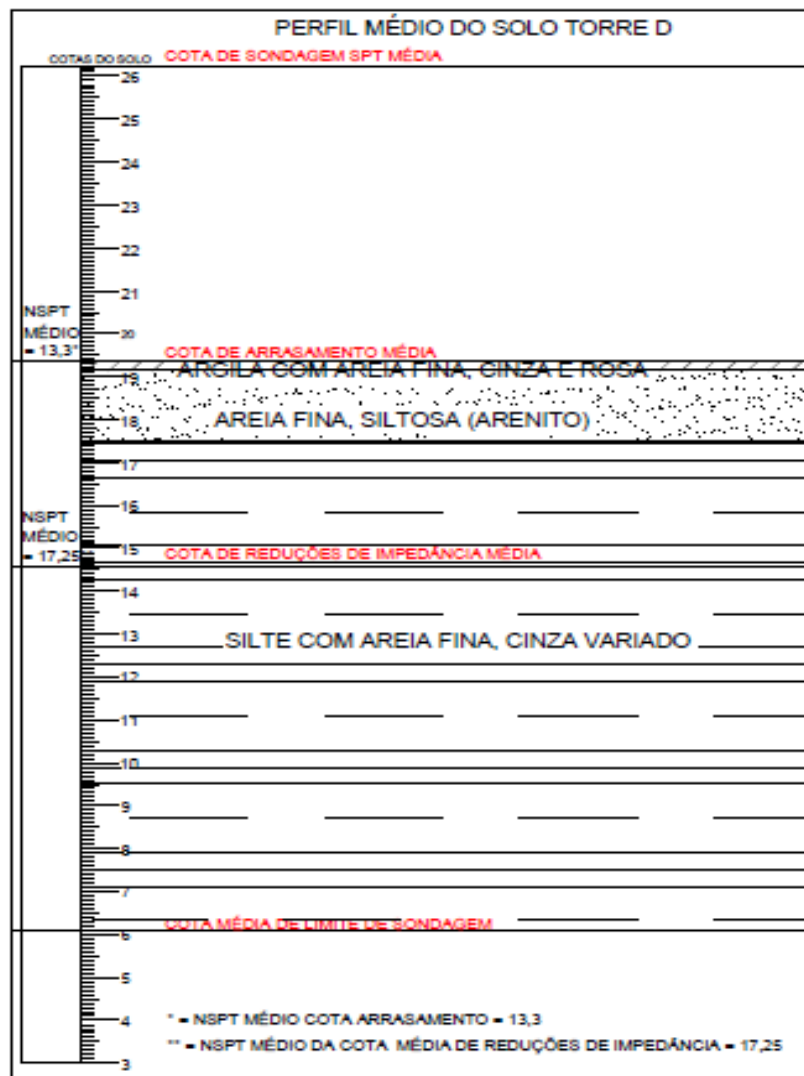 PERFIL MÉDIO DO SOLO TORRE D
COTAS DO SOLO COTA DE SONDAGEM SPT MÉDIA
26
25
24
23
22
21
NSPT
MÉDIO
= 13,3*
20
COTA DE ARRASAMENTO MÉDIA
ARGILA COM AREIA FINA, CINZA E ROSA
19
18
AREIA FINA, SILTOSA (ARENITO)
17
16
NSPT
MÉDIO
= 17,25
15
COTA DE REDUÇÕES DE IMPEDÂNCIA MÉDIA
14
13
SILTE COM AREIA FINA, CINZA VARIADO
12
11
10
9
8
7
COTA MÉDIA DE LIMITE DE SONDAGEM
6
5
4
* = NSPT MÉDIO COTA ARRASAMENTO = 13,3
** = NSPT MÉDIO DA COTA MÉDIA DE REDUÇÕES DE IMPEDÂNCIA = 17,25
3